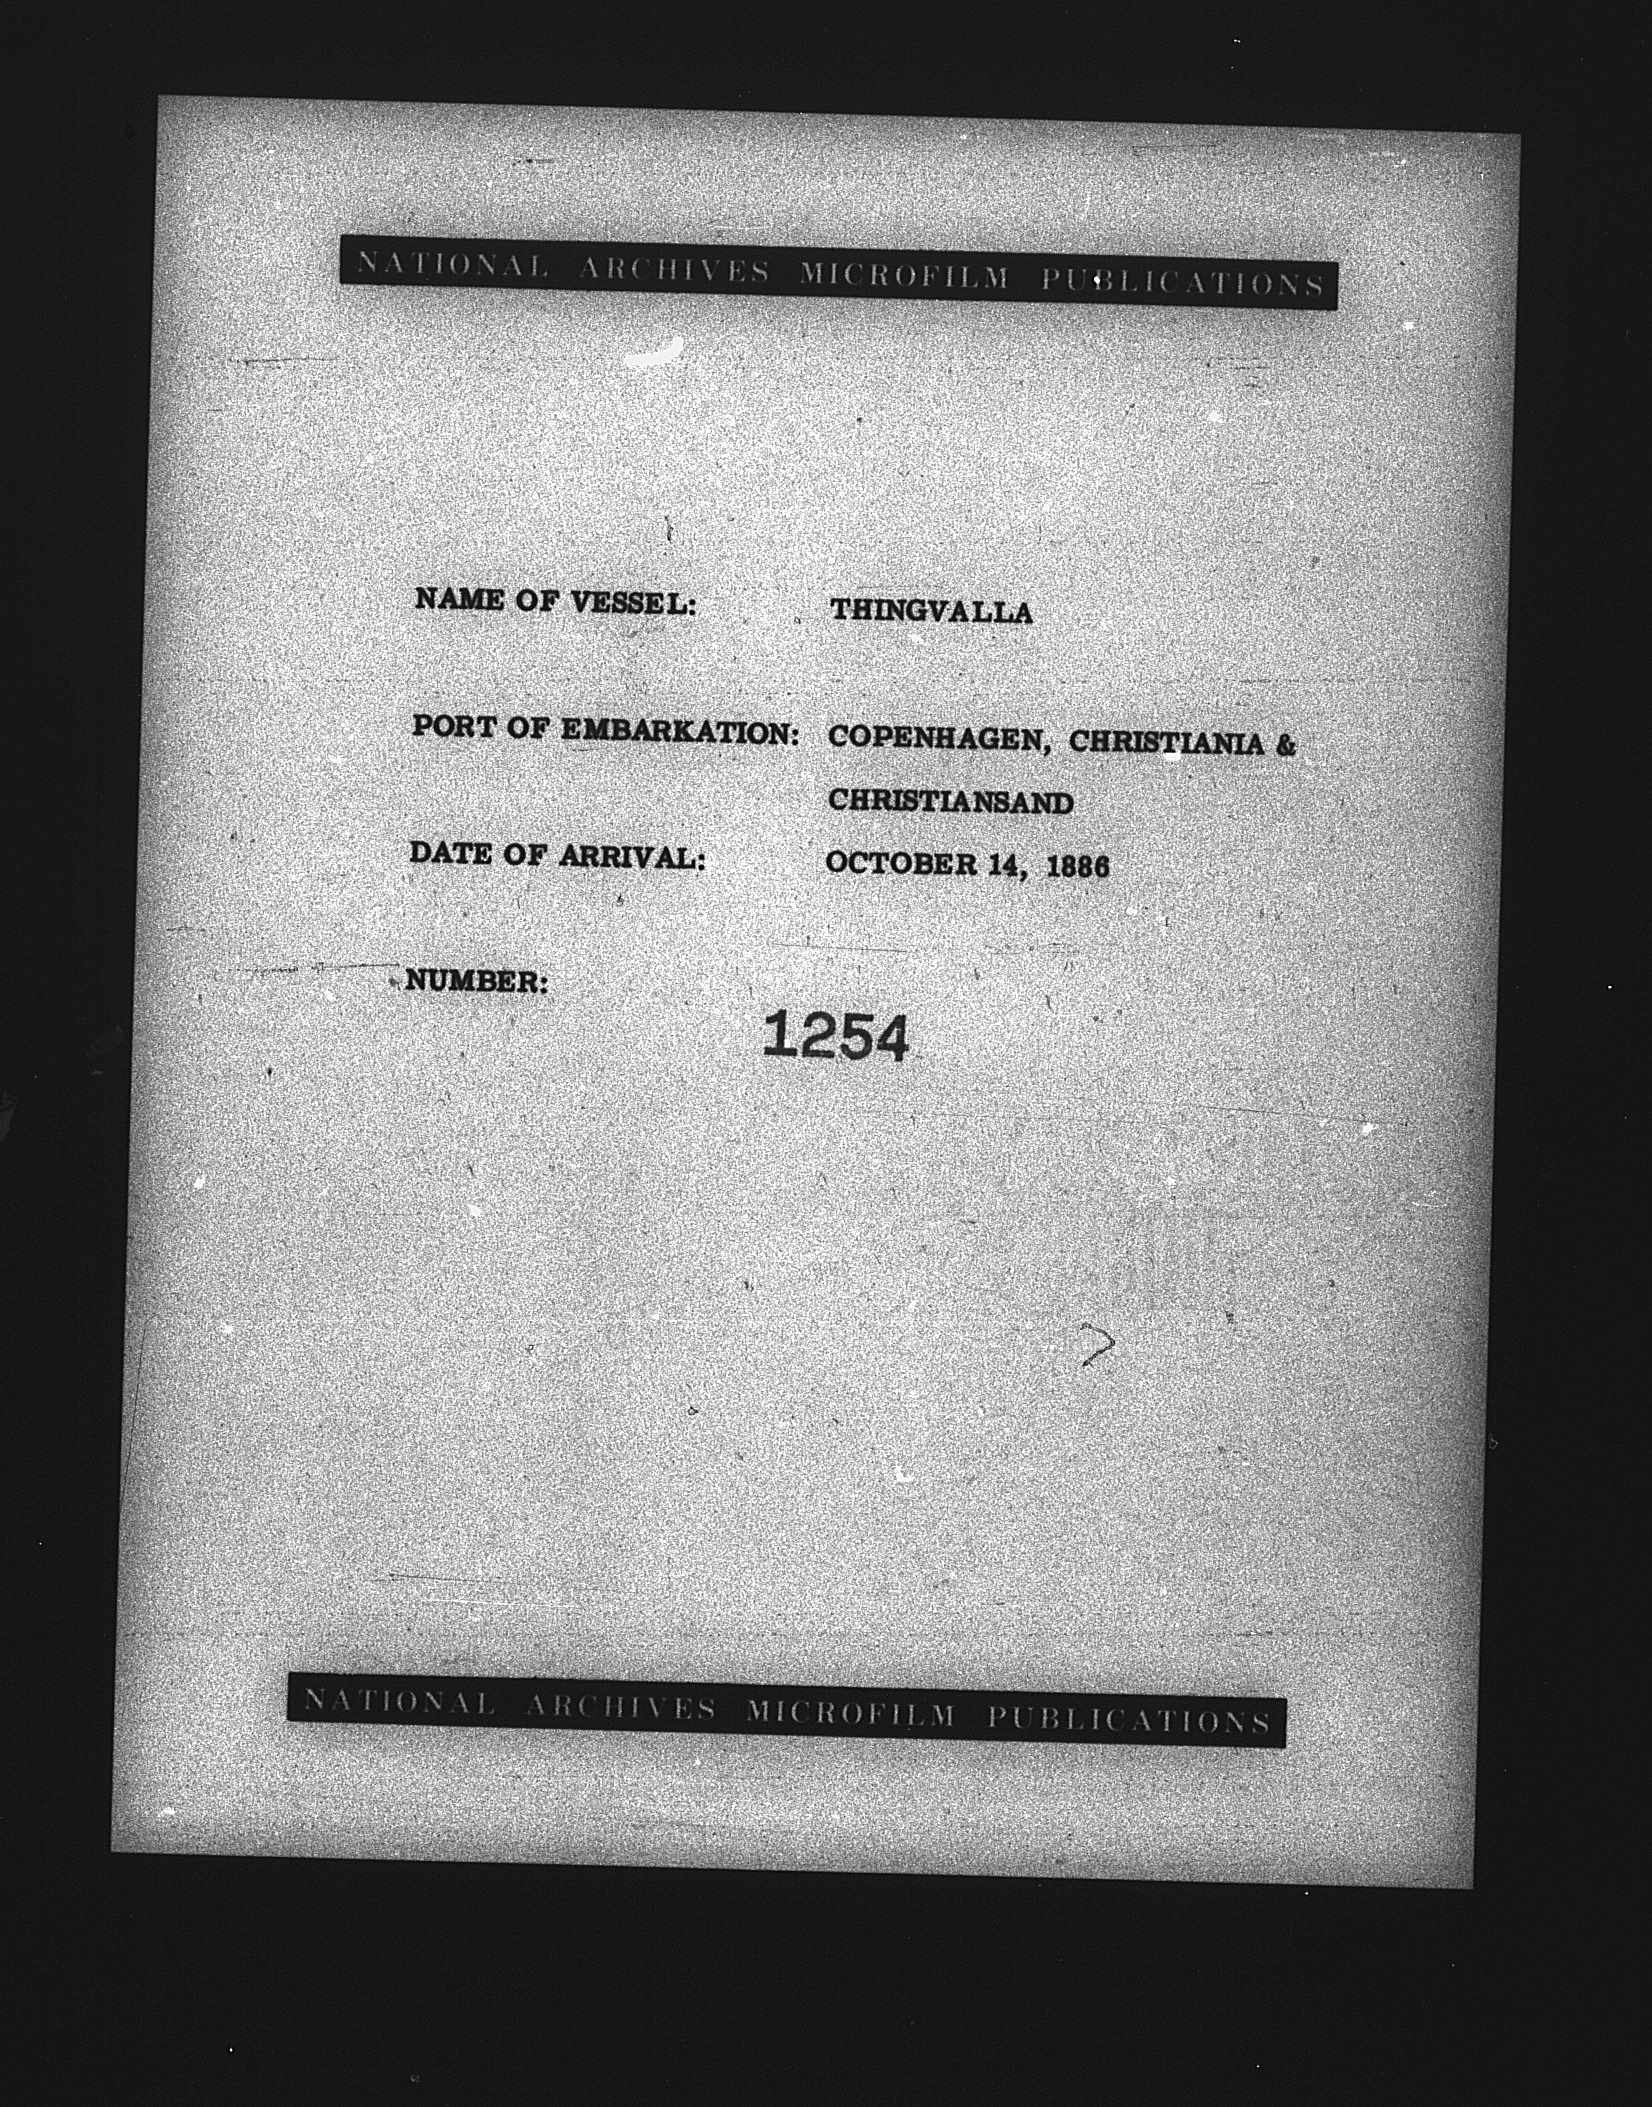 NATIONAL ARCHIVES MICROFILM PUBLICATIONS
NAME OF VESSEL: THINGVALLA
PORT OF EMBARKATION: COPENHAGEN, CHRISTIANIA &
CHRISTIANSAND
DATE OF ARRIVAL: OCTOBER 14, 1886
NUMBER:
1254
NATIONAL ARCHIVES MICROFILM PUBLICATIONS